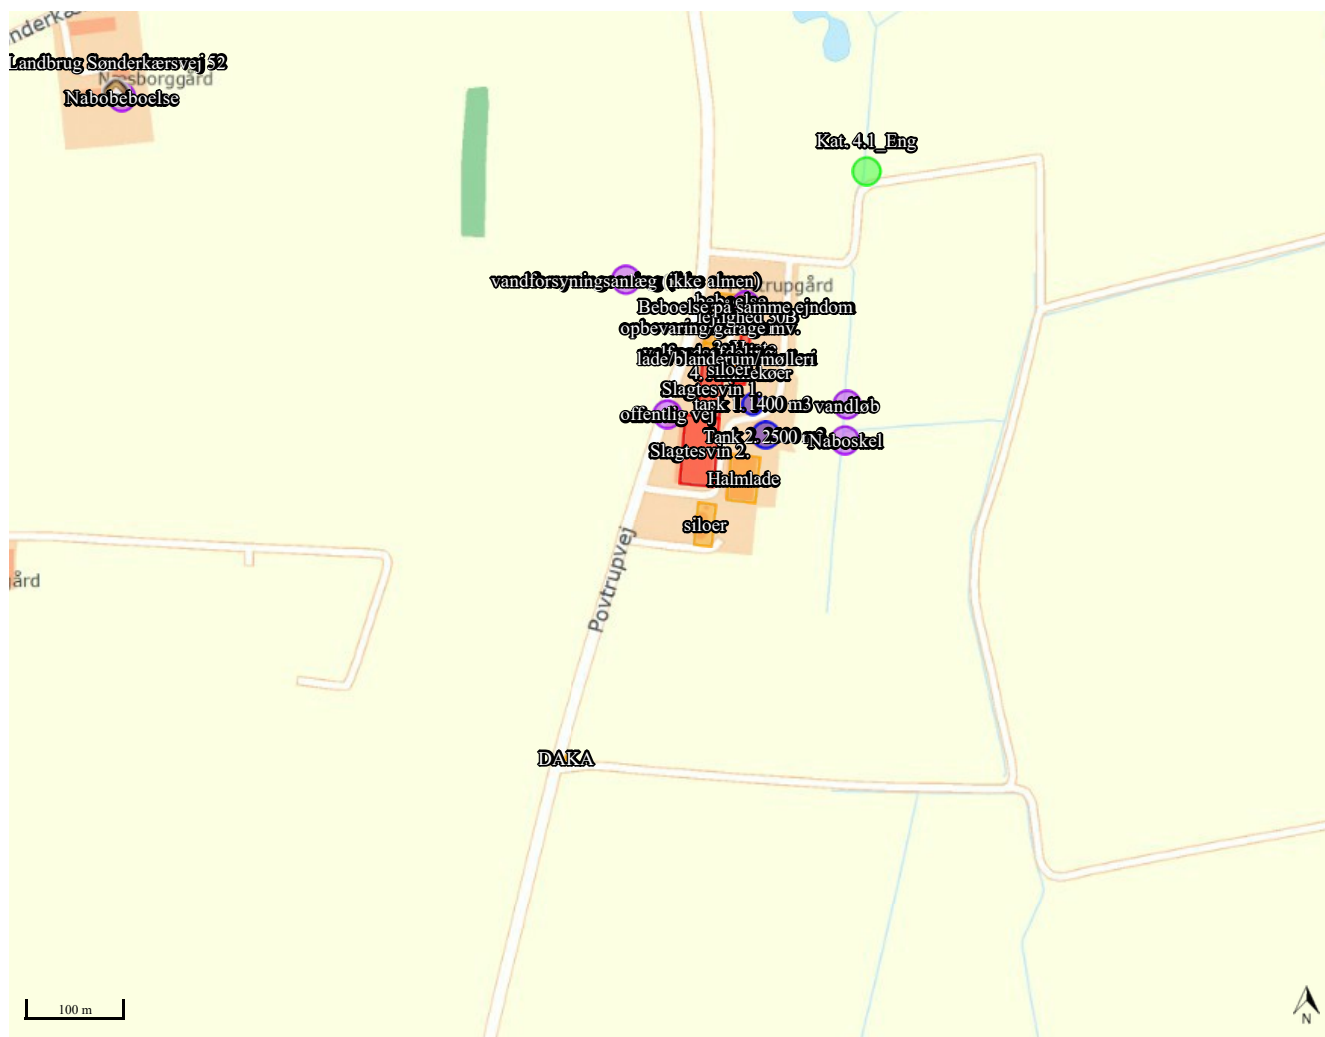 Landbrug Sønderkærsvej 52
Næsborggård
Nabobeboelse
Kat. 4.1_Eng
vandforsyningsanlæg (ikke almen)
beboelse
Beboelse på samme ejendom
opbevaring/garage mv.
lade/blanderum/mølleri
siloer
Slagtesvin 1
tank 1. 1400 m3
vandløb
offentlig vej
Tank 2. 2500
Naboskel
Slagtesvin 2.
Halmlade
siloer
Povtrupvej
DAKA
100 m
N